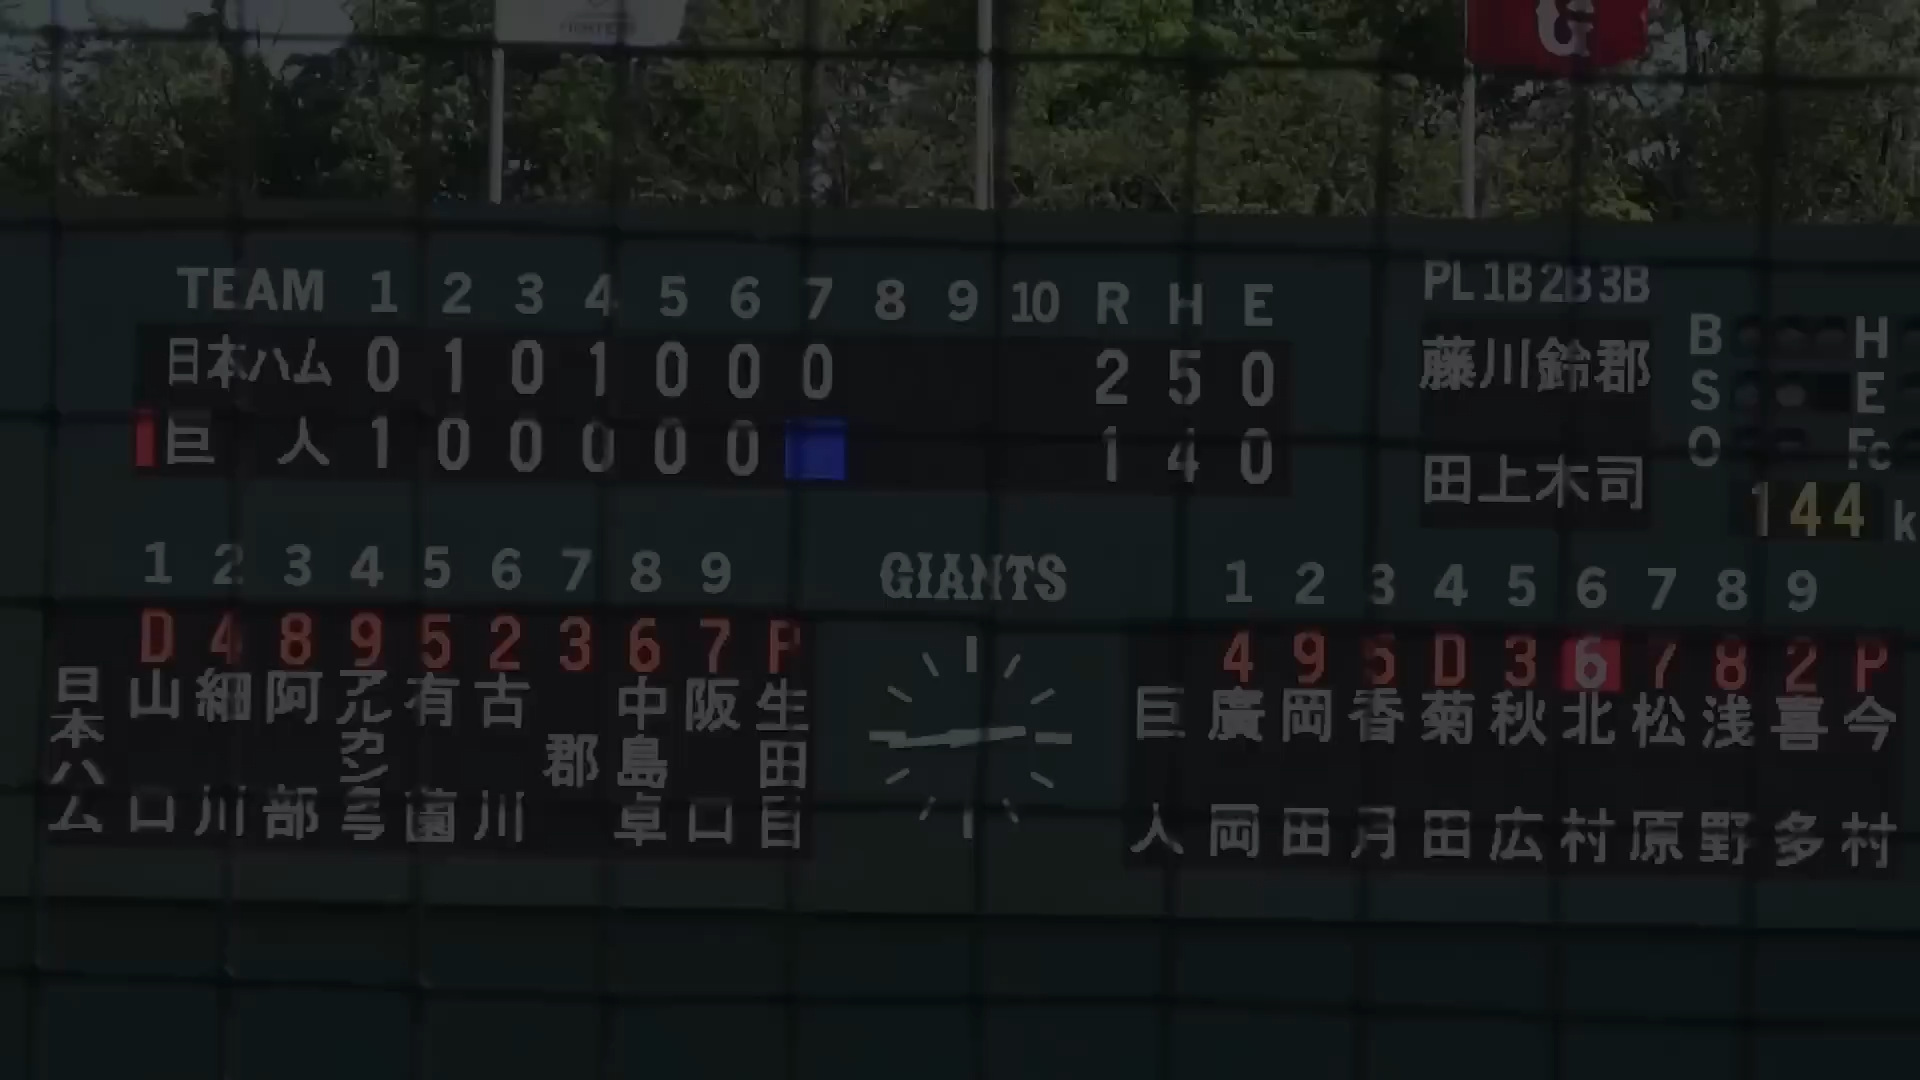 FIGHTERS
G
TEAM 1 2 3 4 5 6 7 8 9 10 R H E
日本ハム 0 1 0 1 0 0 0 2 5 0
巨人 1 0 0 0 0 0 1 4 0
PL 1B 2B 3B
藤川鈴郡
田上木司
B H
S E
O Fc
144 k
1 2 3 4 5 6 7 8 9
D 4 8 9 5 2 3 6 7 P
日本ハム
山口
細川
阿部
アルカンタラ
有薗
古川
郡
中島卓
阪口
生田目
GIANTS
1 2 3 4 5 6 7 8 9
4 9 5 D 3 6 7 8 2 P
巨人
廣岡
岡田
香月
菊田
秋広
北村
松原
浅野
喜多
今村